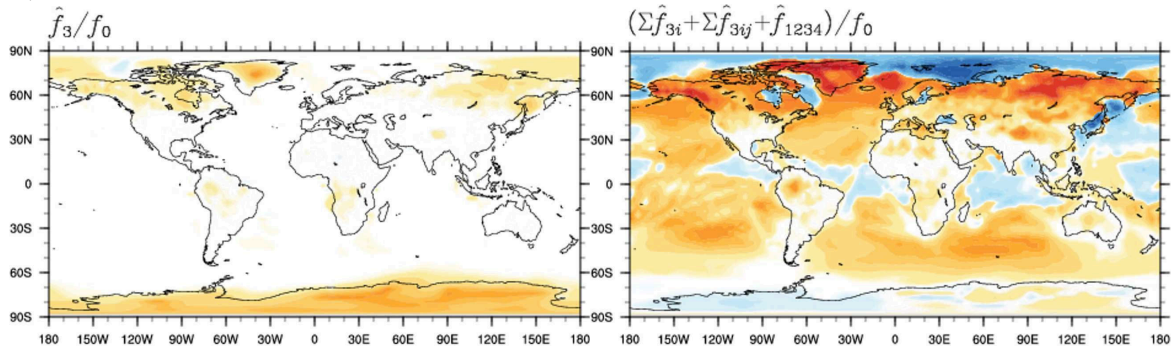 f̂₃/f₀
(Σf̂₃ᵢ+Σf̂₃ᵢⱼ+f̂₁₂₃₄)/f₀
90N 90N
60N 60N
30N 30N
0 0
30S 30S
60S 60S
90S 90S
180 150W 120W 90W 60W 30W 0 30E 60E 90E 120E 150E 180
180 150W 120W 90W 60W 30W 0 30E 60E 90E 120E 150E 180